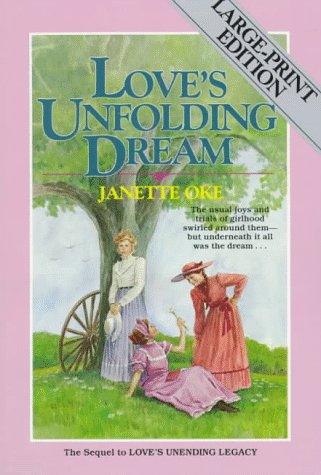 LARGE-PRINT
EDITION
LOVE'S
UNFOLDING
DREAM
JANETTE OKE
The usual joys and
trials of girlhood
swirled around them—
but underneath it all
was the dream . . .
The Sequel to LOVE'S UNENDING LEGACY